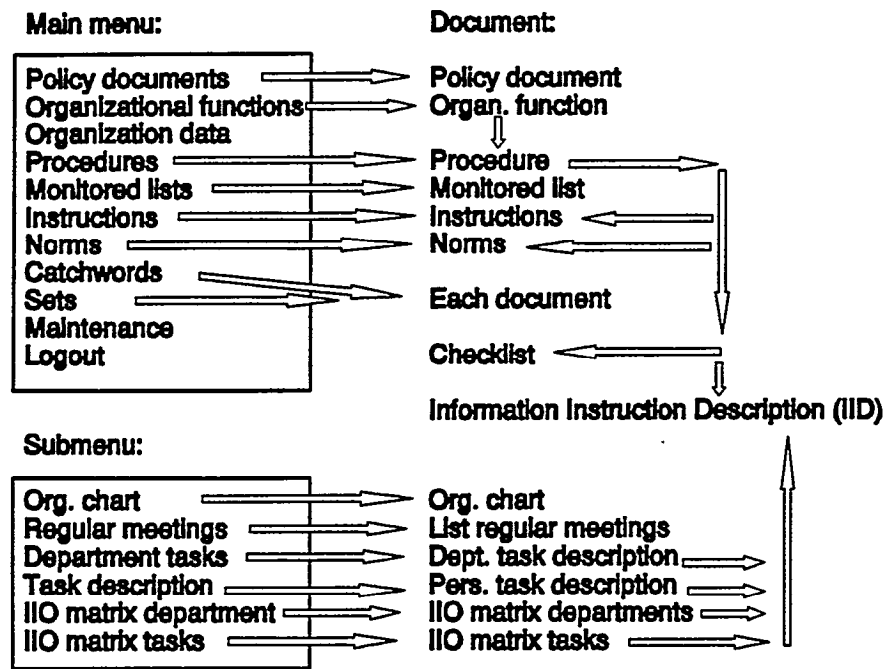 Main menu:
Policy documents
Organizational functions
Organization data
Procedures
Monitored lists
Instructions
Norms
Catchwords
Sets
Maintenance
Logout
Document:
Policy document
Organ. function
Procedure
Monitored list
Instructions
Norms
Each document
Checklist
Information Instruction Description (IID)
Submenu:
Org. chart
Regular meetings
Department tasks
Task description
IIO matrix department
IIO matrix tasks
Org. chart
List regular meetings
Dept. task description
Pers. task description
IIO matrix departments
IIO matrix tasks